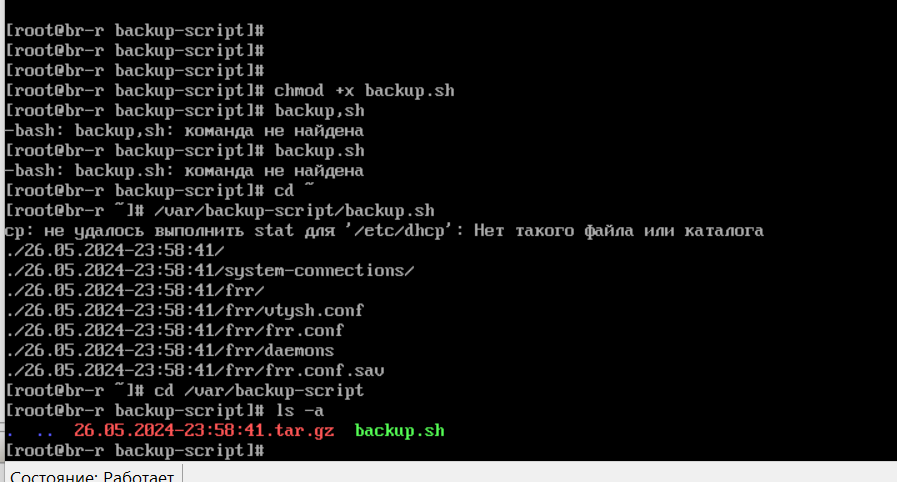 [root@br-r backup-script]#
[root@br-r backup-script]#
[root@br-r backup-script]#
[root@br-r backup-script]# chmod +x backup.sh
[root@br-r backup-script]# backup,sh
-bash: backup,sh: команда не найдена
[root@br-r backup-script]# backup.sh
-bash: backup.sh: команда не найдена
[root@br-r backup-script]# cd ~
[root@br-r ~]# /var/backup-script/backup.sh
cp: не удалось выполнить stat для '/etc/dhcp': Нет такого файла или каталога
./26.05.2024-23:58:41/
./26.05.2024-23:58:41/system-connections/
./26.05.2024-23:58:41/frr/
./26.05.2024-23:58:41/frr/vtysh.conf
./26.05.2024-23:58:41/frr/frr.conf
./26.05.2024-23:58:41/frr/daemons
./26.05.2024-23:58:41/frr/frr.conf.sav
[root@br-r ~]# cd /var/backup-script
[root@br-r backup-script]# ls -a
. .. 26.05.2024-23:58:41.tar.gz backup.sh
[root@br-r backup-script]#
Состояние: Работает